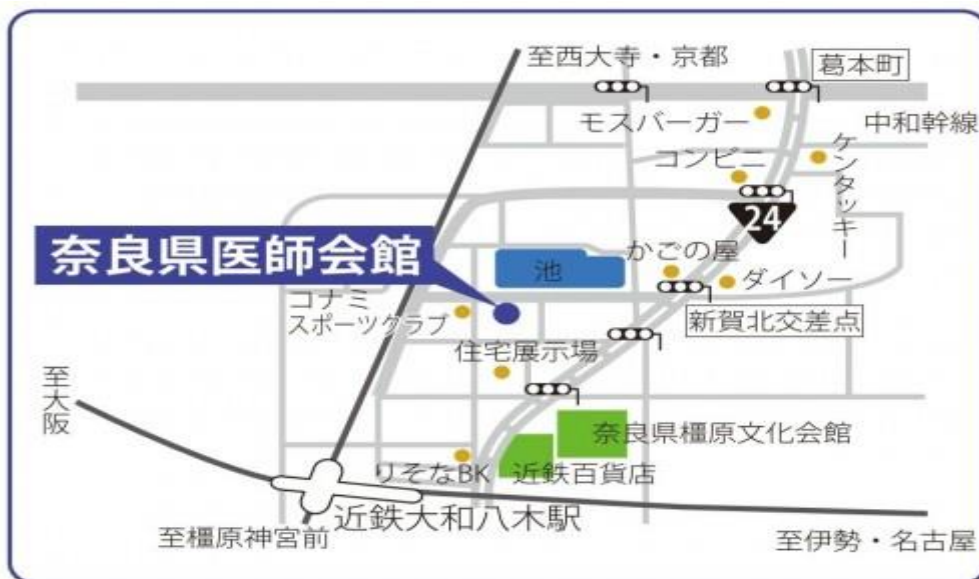 至西大寺・京都
葛本町
モスバーガー
中和幹線
コンビニ
ケンタッキー
24
奈良県医師会館
池
かごの屋
ダイソー
コナミ
スポーツクラブ
新賀北交差点
住宅展示場
至大阪
奈良県橿原文化会館
りそなBK
近鉄百貨店
近鉄大和八木駅
至橿原神宮前
至伊勢・名古屋